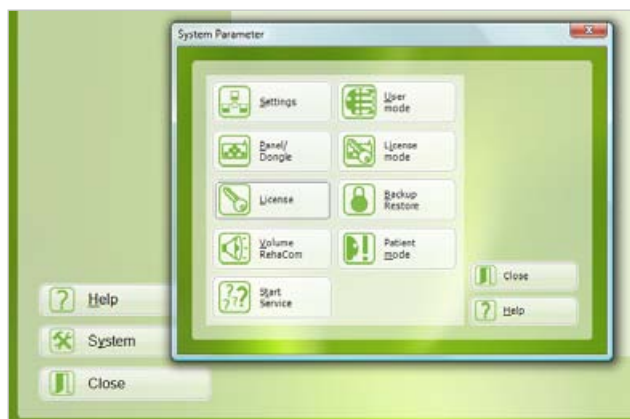 System Parameter
Settings
User
mode
Panel/
Dongle
License
mode
License
Backup
Restore
Volume
RehaCom
Patient
mode
Start
Service
Close
Help
Help
System
Close